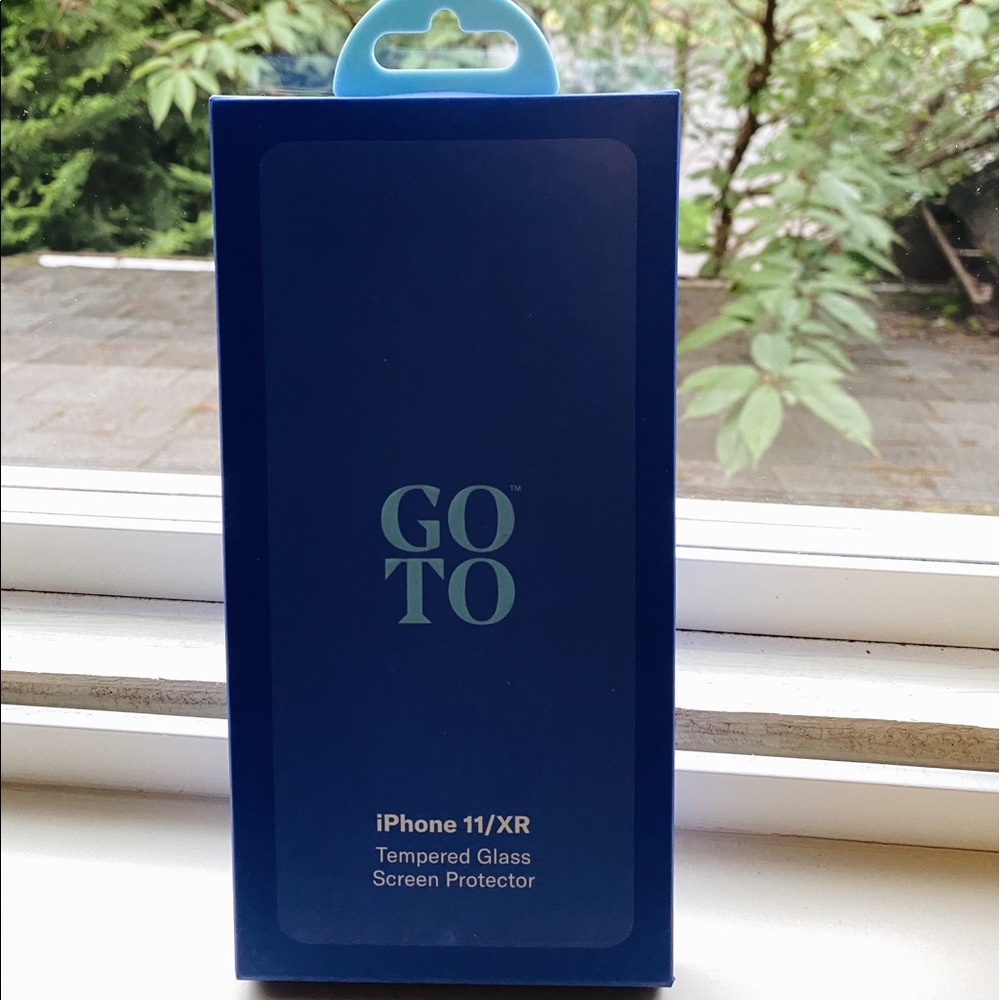 GO™
TO
iPhone 11/XR
Tempered Glass
Screen Protector